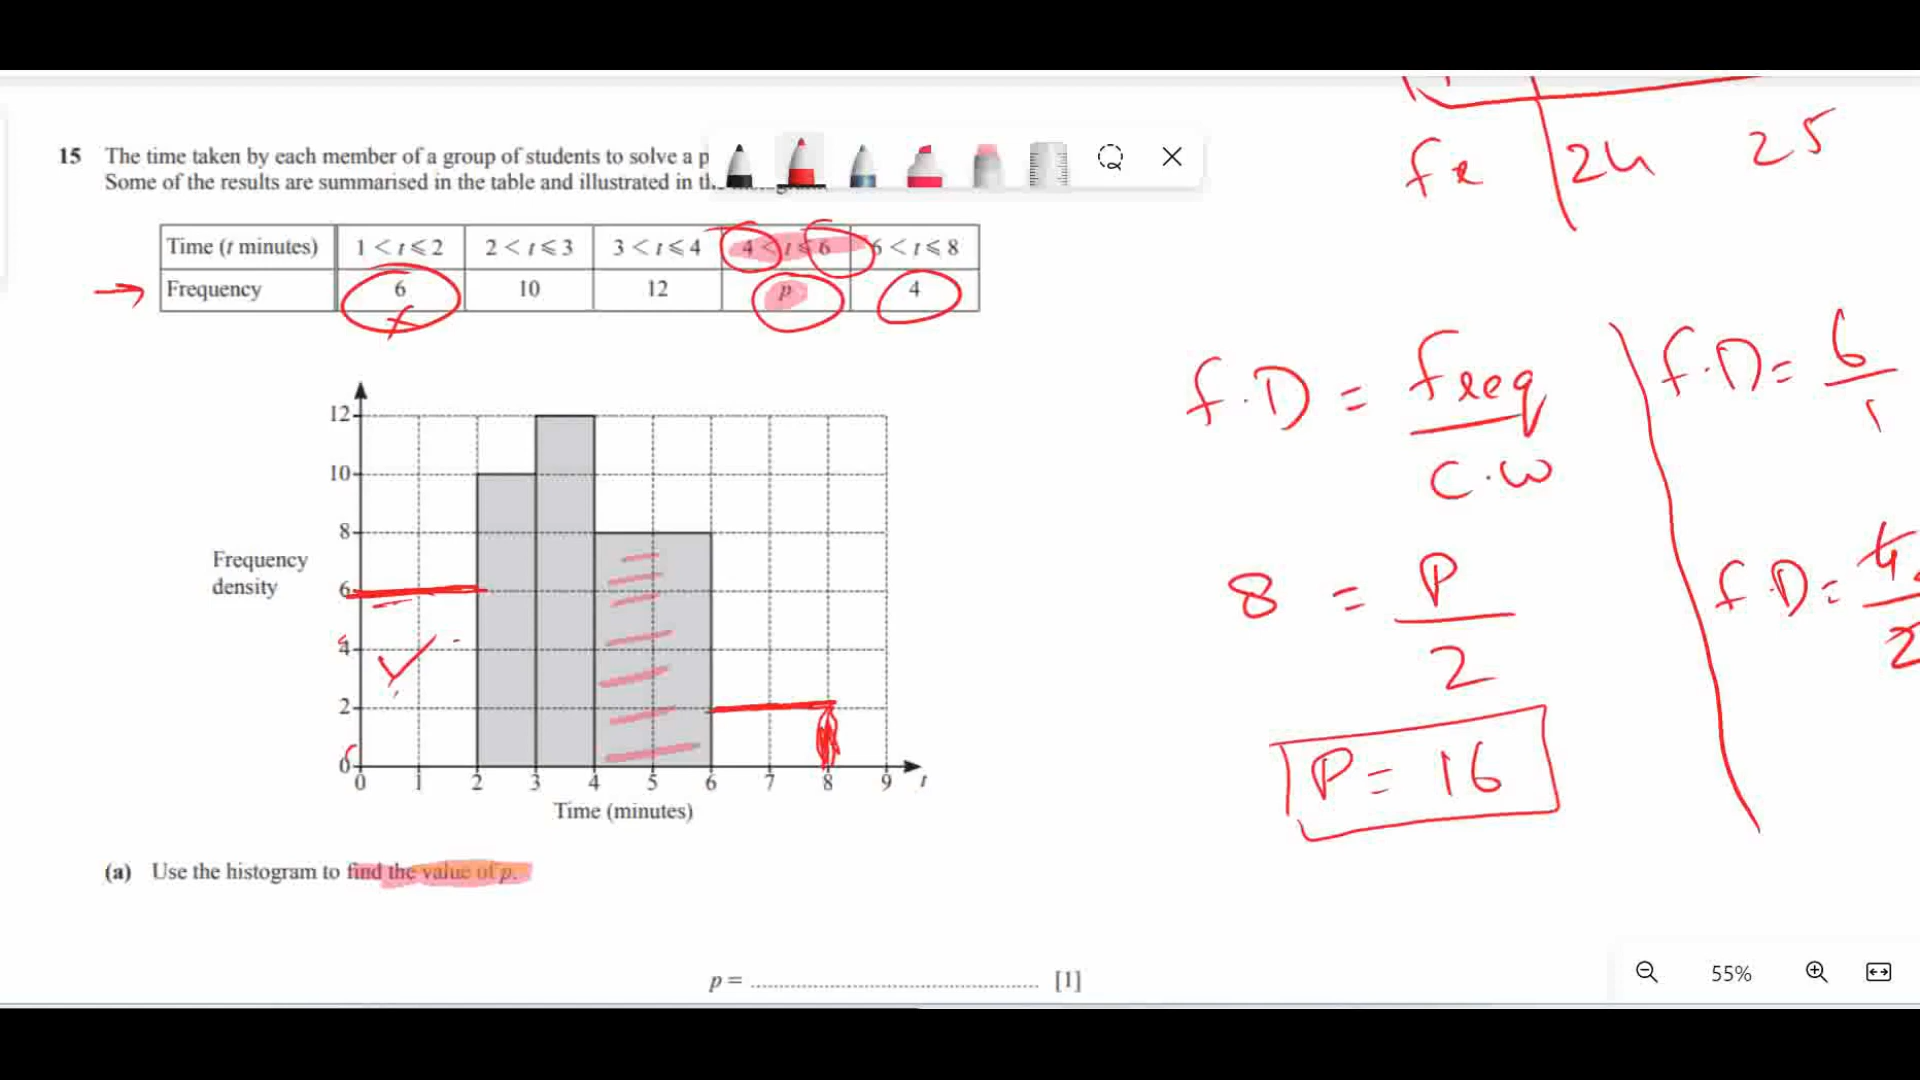 15 The time taken by each member of a group of students to solve a p
Some of the results are summarised in the table and illustrated in th
Time (t minutes) 1 < t ⩽ 2 2 < t ⩽ 3 3 < t ⩽ 4 4 < t ⩽ 6 6 < t ⩽ 8
Frequency 6 10 12 p 4
12
10
8
6
4
2
0
Frequency
density
0 1 2 3 4 5 6 7 8 9 t
Time (minutes)
(a) Use the histogram to find the value of p.
p = ........................................ [1]
fx 24 25
f.D = freq / c.w
8 = P / 2
P = 16
f.D = 6 / 1
f.D = 4 / 2
55%